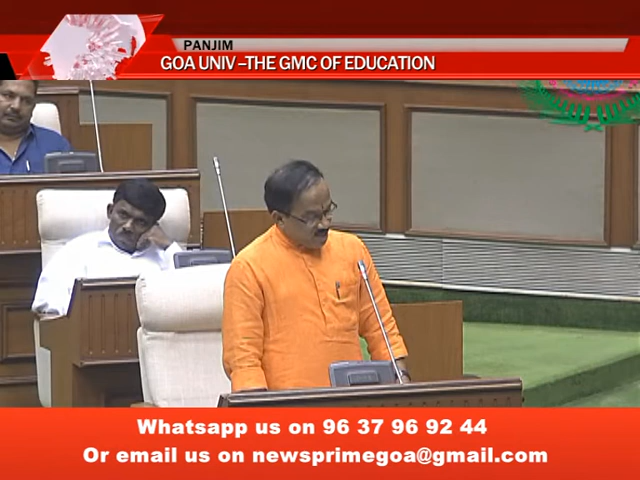 PANJIM
GOA UNIV –THE GMC OF EDUCATION
Whatsapp us on 96 37 96 92 44
Or email us on newsprimegoa@gmail.com